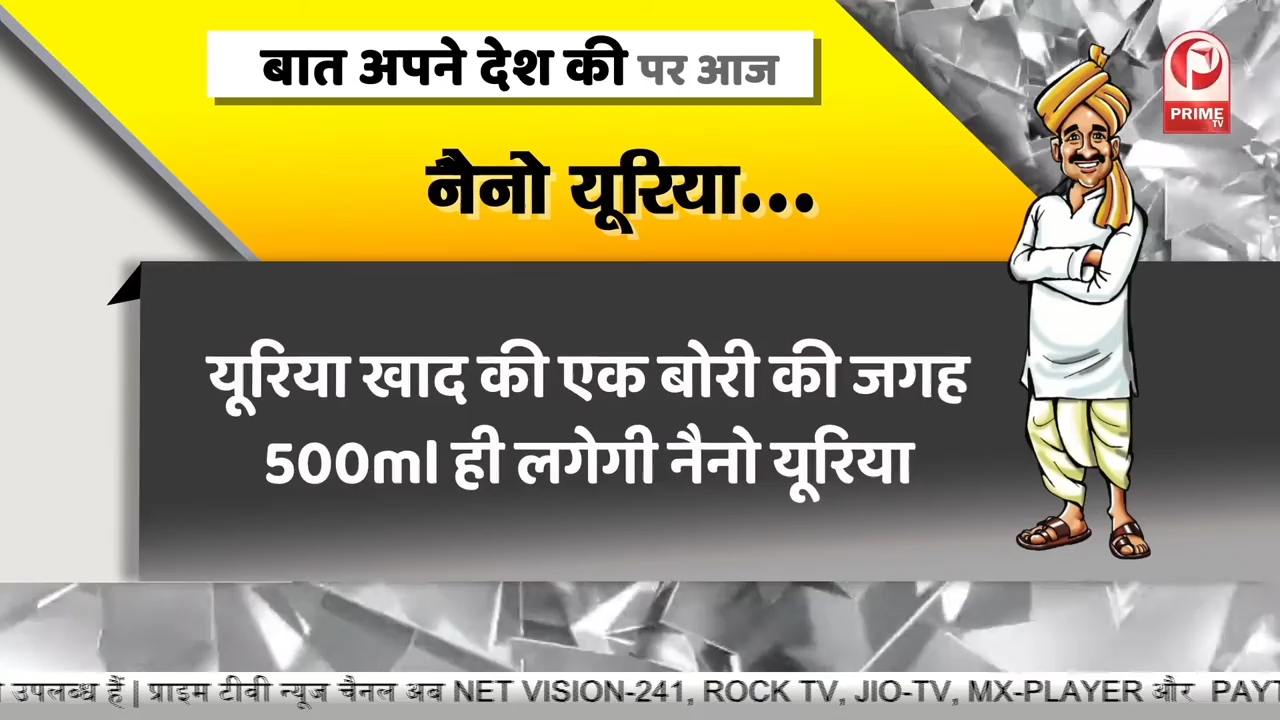 बात अपने देश की पर आज
PRIME
TV
नैनो यूरिया...
यूरिया खाद की एक बोरी की जगह
500ml ही लगेगी नैनो यूरिया
उपलब्ध हैं | प्राइम टीवी न्यूज चैनल अब NET VISION-241, ROCK TV, JIO-TV, MX-PLAYER और PAYT